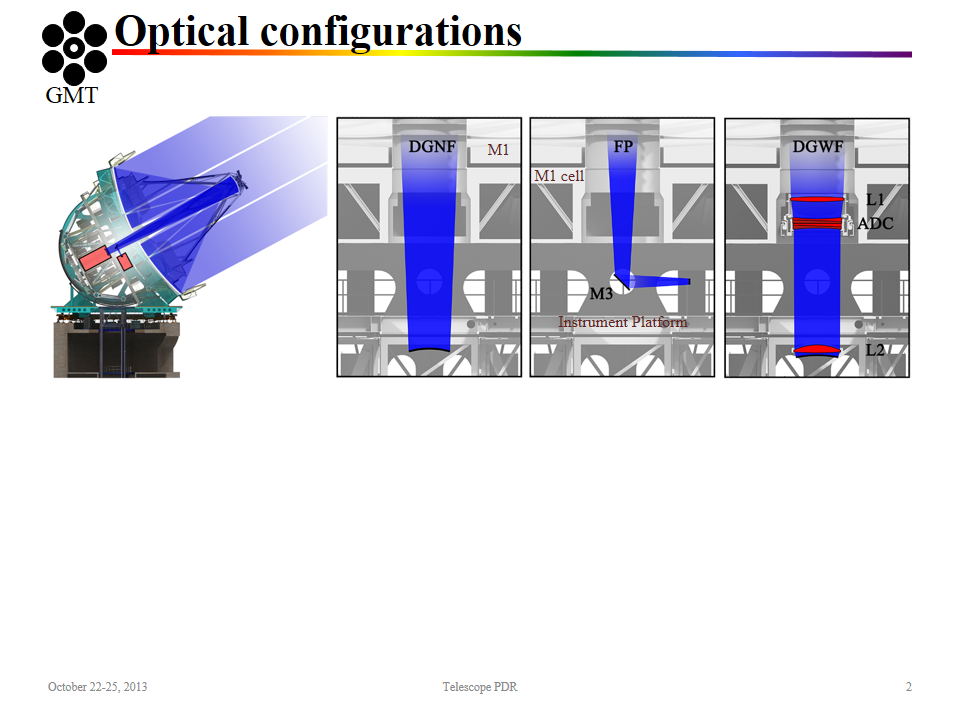 Optical configurations
GMT
DGNF
M1
FP
M1 cell
M3
Instrument Platform
DGWF
L1
ADC
L2
October 22-25, 2013
Telescope PDR
2